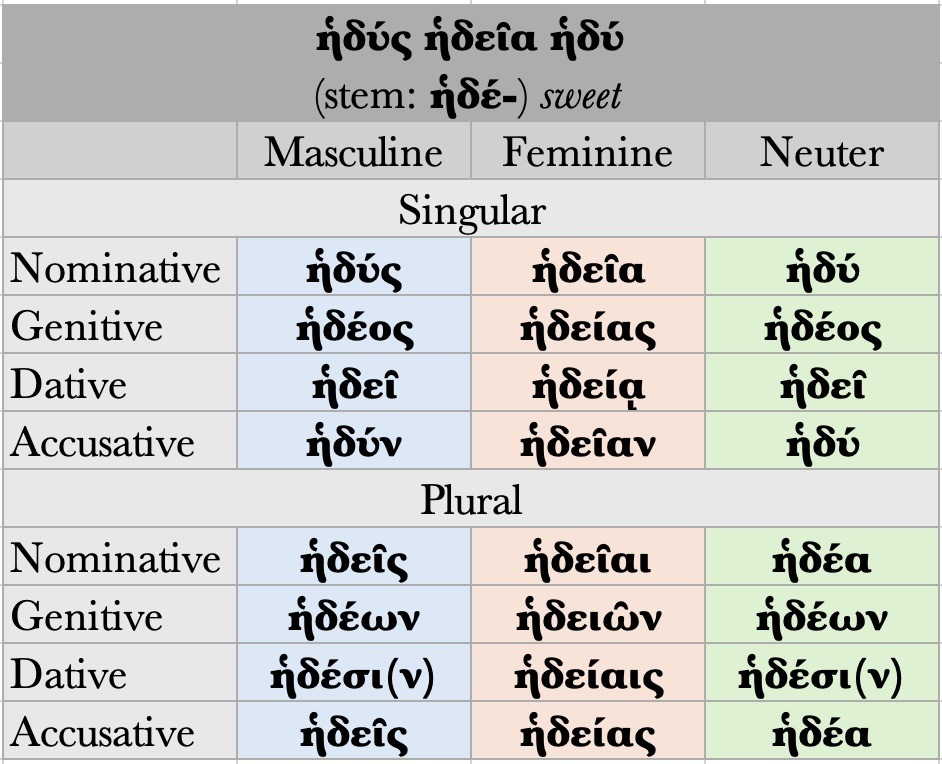 ἡδύς ἡδεῖα ἡδύ
(stem: ἡδέ-) sweet
Masculine Feminine Neuter
Singular
Nominative ἡδύς ἡδεῖα ἡδύ
Genitive ἡδέος ἡδείας ἡδέος
Dative ἡδεῖ ἡδείᾳ ἡδεῖ
Accusative ἡδύν ἡδεῖαν ἡδύ
Plural
Nominative ἡδεῖς ἡδεῖαι ἡδέα
Genitive ἡδέων ἡδειῶν ἡδέων
Dative ἡδέσι(ν) ἡδείαις ἡδέσι(ν)
Accusative ἡδεῖς ἡδείας ἡδέα